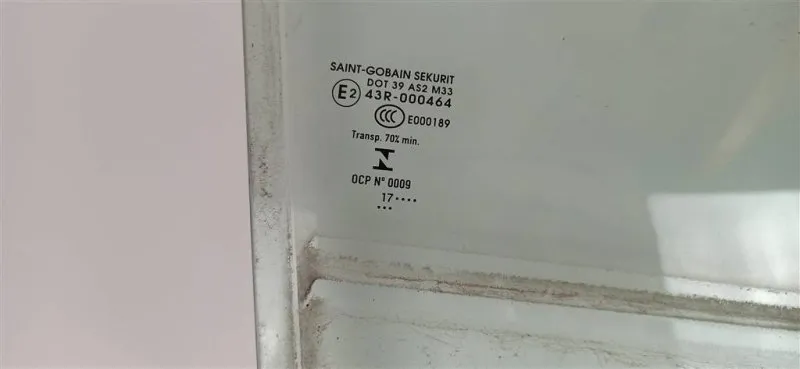 SAINT-GOBAIN SEKURIT
DOT 39 AS2 M33
E2 43R-000464
CCC E000189
Transp. 70% min.
N
OCP Nº 0009
17 ....
...